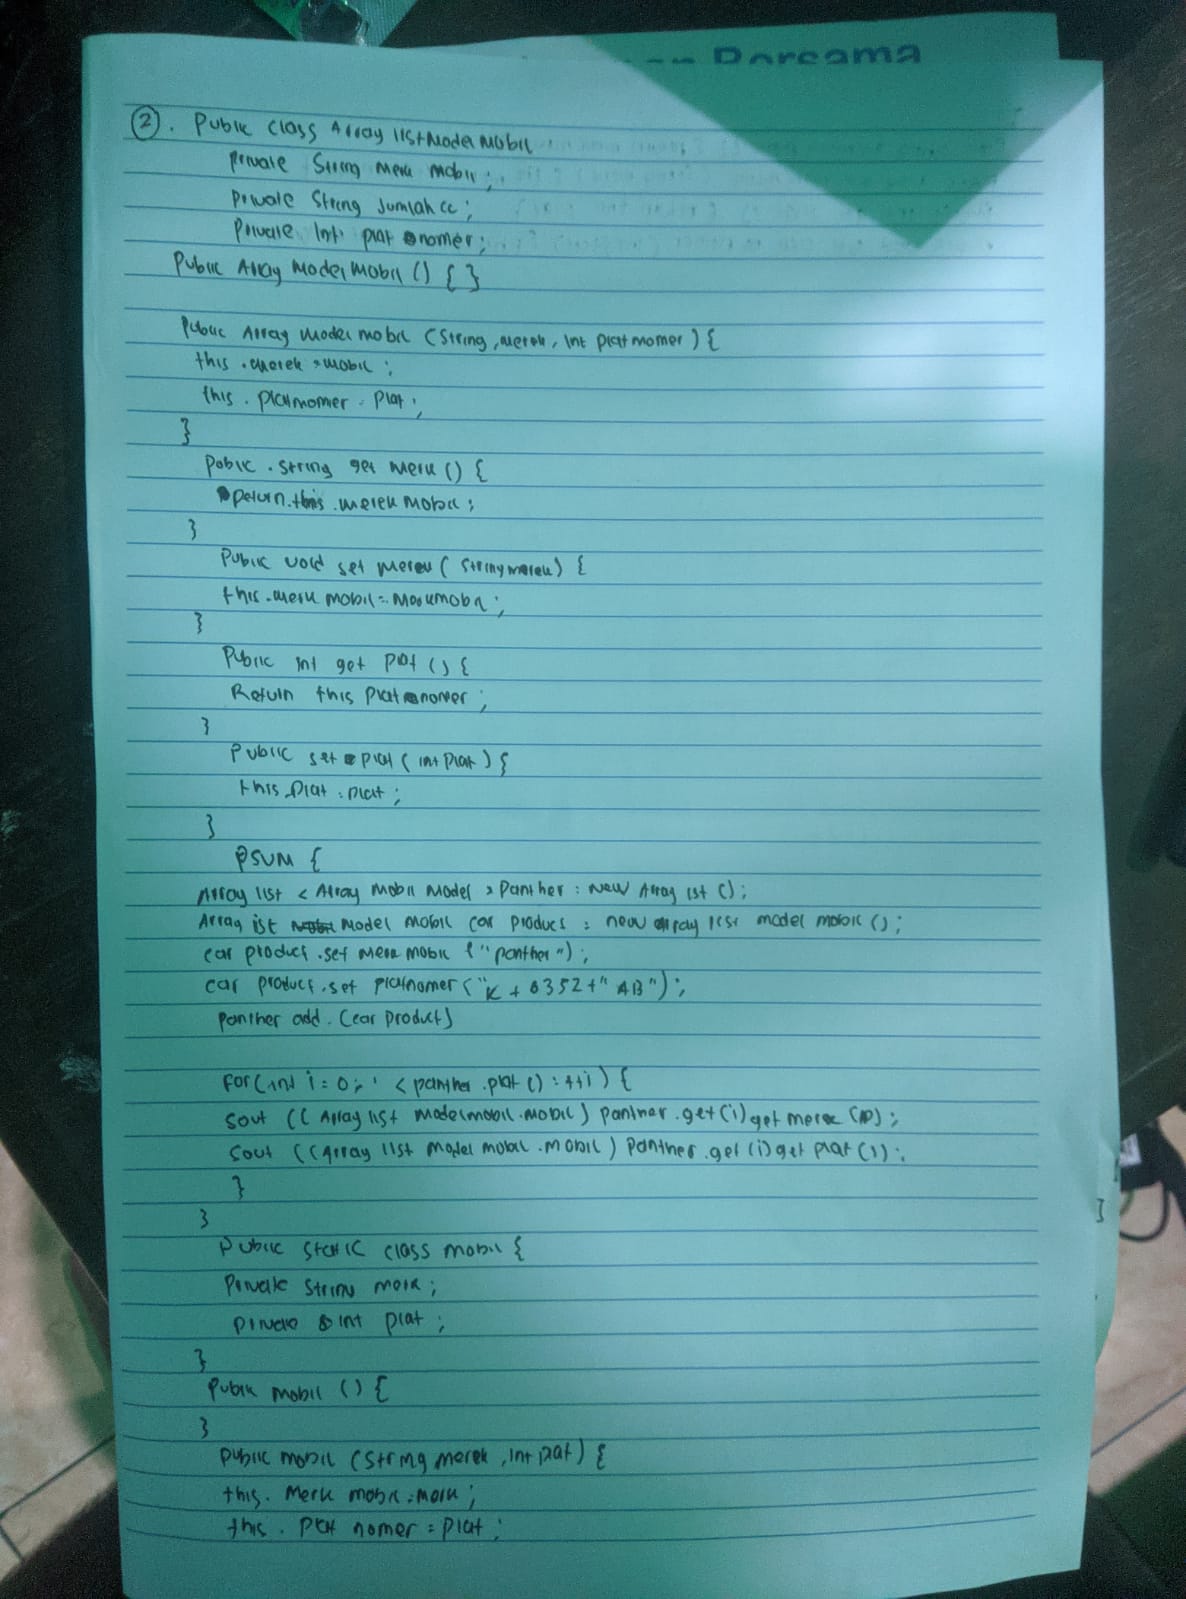 Bersama
2. Public class Array listModel Mobil
private String merk mobil;
private String Jumlah cc;
Private Int plat nomer;
Public Array Model Mobil () { }
Public Array Model mobil (String, merek, Int plat nomer) {
this . merek = mobil ;
this . Platnomer = Plat ;
}
Public . String get merk () {
return.this .merek Mobil ;
}
Public void set merek ( String merek) {
this .merk mobil = merkmobil ;
}
Public Int get plat () {
Return this Plat nomer ;
}
Public set plat ( int Plat ) {
this .Plat = plat ;
}
PSVM {
Array list < Array Mobil Model > Panther = New Array ist ();
Array ist Model Mobil car product = new array list model mobil () ;
car product .set merk mobil ("panther") ;
car product .set platnomer ("K + 8352 +" AB") ;
panther add . (car product)
For (int i = 0 ; i < panther .plat () : ++i ) {
Sout (( Array list modelmobil .mobil ) panther .get (i) get merek ( ;
Sout (( array list model mobil .mobil ) Panther .get (i) get plat () ;
}
}
Public static class mobil {
Private String merk ;
private int plat ;
}
Public mobil () {
}
public mobil (String merek , int plat) {
this . Merk mobil = merk ;
this . Plat nomer = plat ;